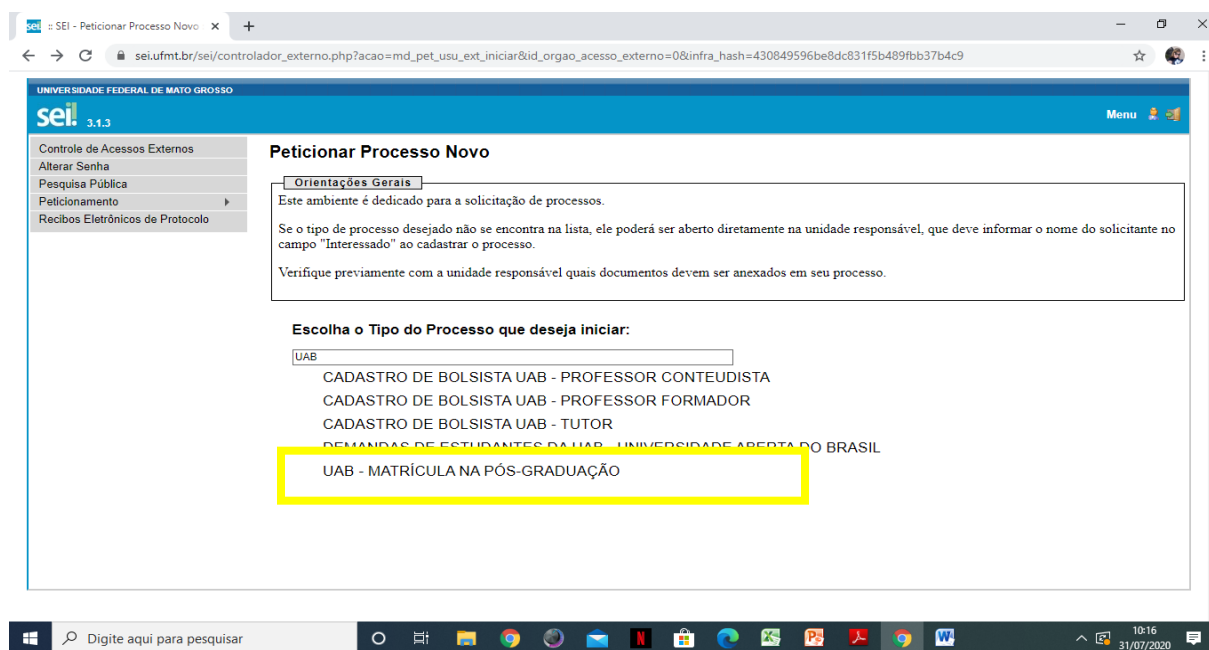 :: SEI - Peticionar Processo Novo
sei.ufmt.br/sei/controlador_externo.php?acao=md_pet_usu_ext_iniciar&id_orgao_acesso_externo=0&infra_hash=430849596be8dc831f5b489fbb37b4c9
UNIVERSIDADE FEDERAL DE MATO GROSSO
sei! 3.1.3
Menu
Controle de Acessos Externos
Alterar Senha
Pesquisa Pública
Peticionamento
Recibos Eletrônicos de Protocolo
Peticionar Processo Novo
Orientações Gerais
Este ambiente é dedicado para a solicitação de processos.
Se o tipo de processo desejado não se encontra na lista, ele poderá ser aberto diretamente na unidade responsável, que deve informar o nome do solicitante no
campo "Interessado" ao cadastrar o processo.
Verifique previamente com a unidade responsável quais documentos devem ser anexados em seu processo.
Escolha o Tipo do Processo que deseja iniciar:
UAB
CADASTRO DE BOLSISTA UAB - PROFESSOR CONTEUDISTA
CADASTRO DE BOLSISTA UAB - PROFESSOR FORMADOR
CADASTRO DE BOLSISTA UAB - TUTOR
DEMANDAS DE ESTUDANTES DA UAB - UNIVERSIDADE ABERTA DO BRASIL
UAB - MATRÍCULA NA PÓS-GRADUAÇÃO
Digite aqui para pesquisar
10:16
31/07/2020